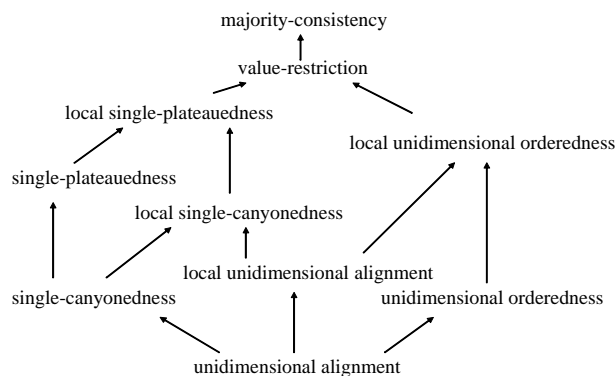 majority-consistency
value-restriction
local single-plateauedness
local unidimensional orderedness
single-plateauedness
local single-canyonedness
local unidimensional alignment
single-canyonedness
unidimensional orderedness
unidimensional alignment